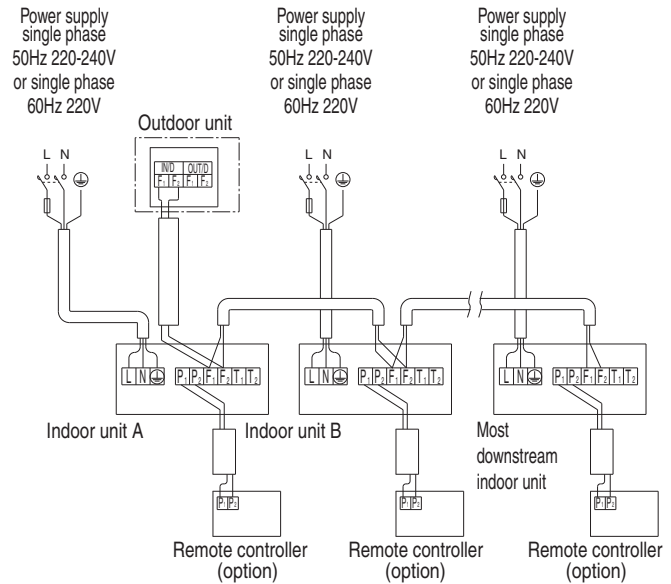 Power supply
single phase
50Hz 220-240V
or single phase
60Hz 220V
Power supply
single phase
50Hz 220-240V
or single phase
60Hz 220V
Power supply
single phase
50Hz 220-240V
or single phase
60Hz 220V
Outdoor unit
L N
IN/D OUT/D
F1 F2 F1 F2
L N
L N
L N
P1 P2 F1 F2 T1 T2
L N
P1 P2 F1 F2 T1 T2
L N
P1 P2 F1 F2 T1 T2
Indoor unit A
Indoor unit B
Most
downstream
indoor unit
P1 P2
P1 P2
P1 P2
Remote controller
(option)
Remote controller
(option)
Remote controller
(option)